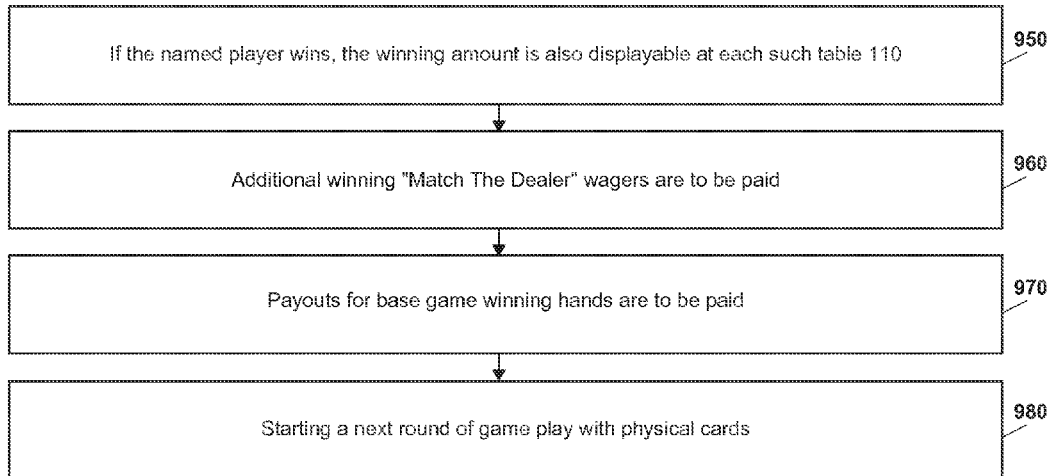 If the named player wins, the winning amount is also displayable at each such table 110
950
Additional winning "Match The Dealer" wagers are to be paid
960
Payouts for base game winning hands are to be paid
970
Starting a next round of game play with physical cards
980